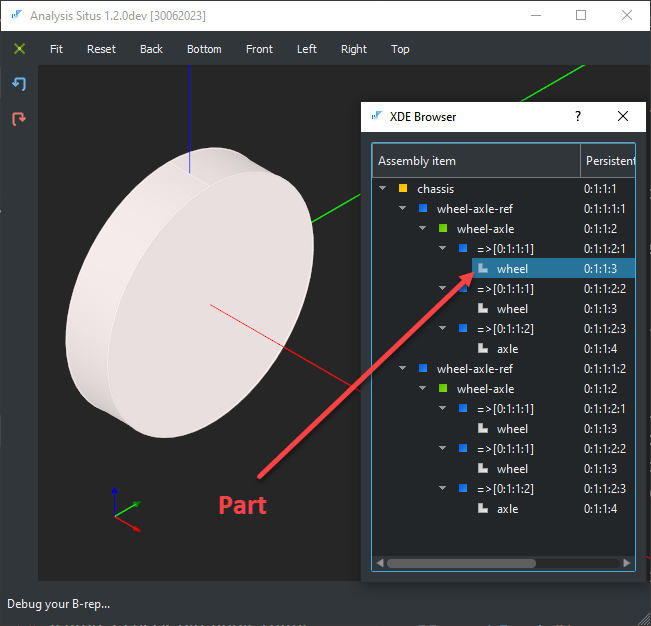 Analysis Situs 1.2.0dev [30062023]
Fit Reset Back Bottom Front Left Right Top
XDE Browser ?
Assembly item Persistent
chassis 0:1:1:1
wheel-axle-ref 0:1:1:1:1
wheel-axle 0:1:1:2
=>[0:1:1:1] 0:1:1:2:1
wheel 0:1:1:3
=>[0:1:1:1] 0:1:1:2:2
wheel 0:1:1:3
=>[0:1:1:2] 0:1:1:2:3
axle 0:1:1:4
wheel-axle-ref 0:1:1:1:2
wheel-axle 0:1:1:2
=>[0:1:1:1] 0:1:1:2:1
wheel 0:1:1:3
=>[0:1:1:1] 0:1:1:2:2
wheel 0:1:1:3
=>[0:1:1:2] 0:1:1:2:3
axle 0:1:1:4
Part
Debug your B-rep...